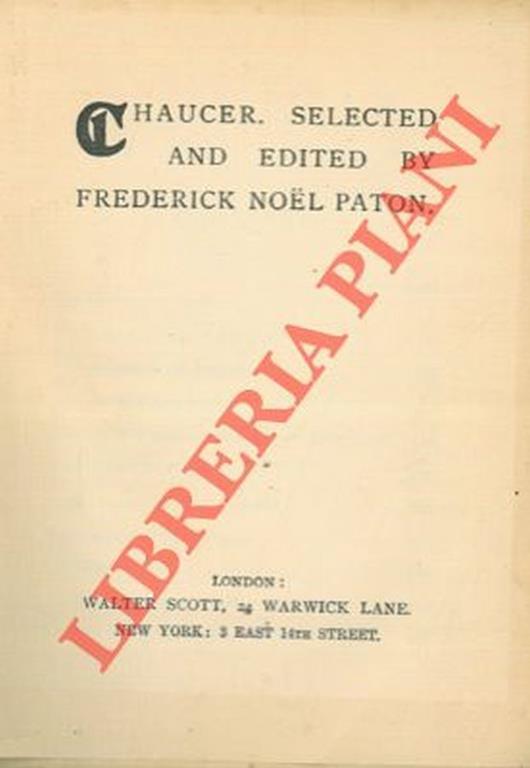 CHAUCER. SELECTED
AND EDITED BY
FREDERICK NOËL PATON.
LIBRERIA PIANI
LONDON:
WALTER SCOTT, 24 WARWICK LANE.
NEW YORK: 3 EAST 14TH STREET.